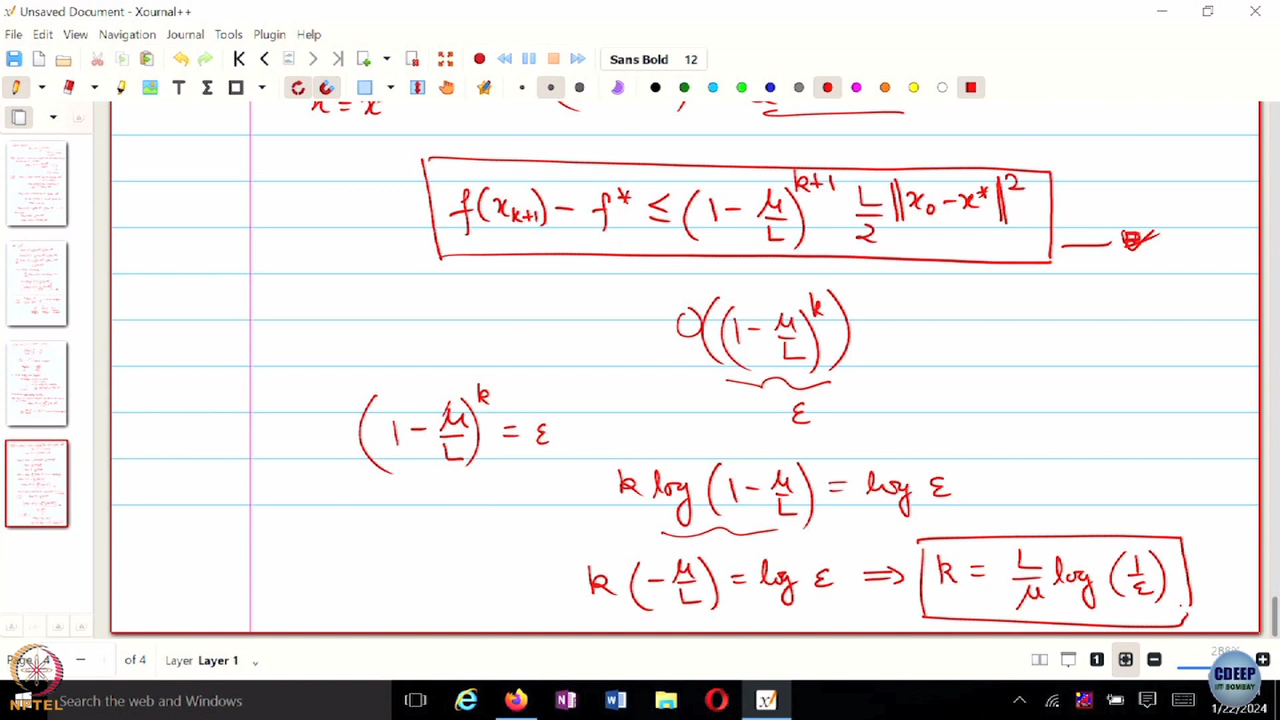 Unsaved Document - Xournal++
File Edit View Navigation Journal Tools Plugin Help
Sans Bold 12
x = x
f(x_{k+1}) - f^* ≤ (1 - μ/L)^{k+1} L/2 ||x_0 - x^*||^2
O((1 - μ/L)^k)
ε
(1 - μ/L)^k = ε
k log (1 - μ/L) = log ε
k (-μ/L) = log ε ⇒ k = L/μ log (1/ε)
4 of 4 Layer Layer 1
288%
Search the web and Windows
NPTEL
CDEEP
IIT BOMBAY
1/22/2024